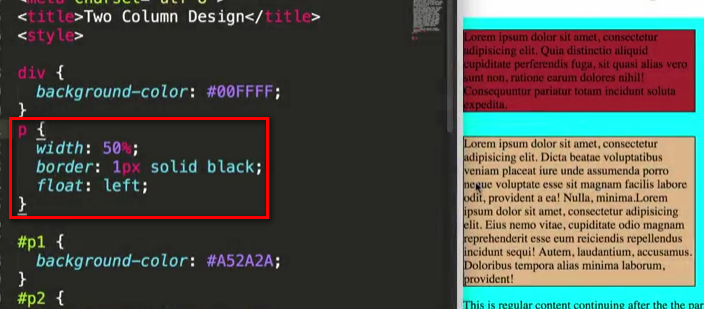 <title>Two Column Design</title>
<style>
div {
background-color: #00FFFF;
}
p {
width: 50%;
border: 1px solid black;
float: left;
}
#p1 {
background-color: #A52A2A;
}
#p2 {
Lorem ipsum dolor sit amet, consectetur
adipisicing elit. Quia distinctio aliquid
cupiditate perferendis fuga, sit quasi alias vero
sunt non, ratione earum dolores nihil!
Consequuntur pariatur totam incidunt soluta
expedita.
Lorem ipsum dolor sit amet, consectetur
adipisicing elit. Dicta beatae voluptatibus
veniam placeat iure unde assumenda porro
neque voluptate esse sit magnam facilis labore
odit, provident a ea! Nulla, minima.Lorem
ipsum dolor sit amet, consectetur adipisicing
elit. Eius nemo vitae, cupiditate odio magnam
reprehenderit esse eum reiciendis repellendus
incidunt sequi! Autem, laudantium, accusamus.
Doloribus tempora alias minima laborum,
provident!
This is regular content continuing after the the par